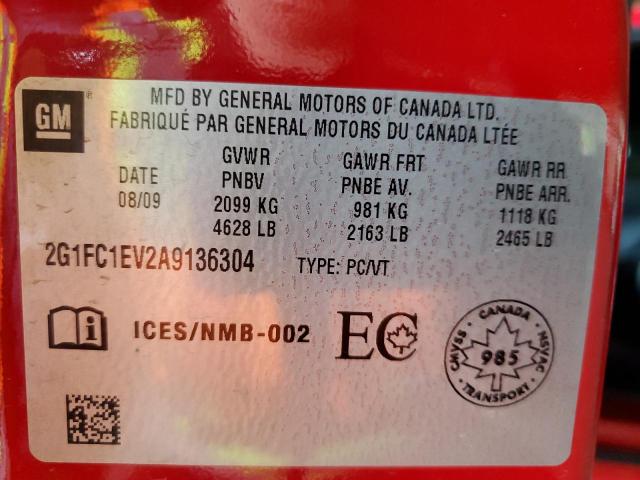 GM
MFD BY GENERAL MOTORS OF CANADA LTD.
FABRIQUÉ PAR GENERAL MOTORS DU CANADA LTÉE
DATE
08/09
GVWR
PNBV
2099 KG
4628 LB
GAWR FRT
PNBE AV.
981 KG
2163 LB
GAWR RR
PNBE ARR.
1118 KG
2465 LB
2G1FC1EV2A9136304 TYPE: PC/VT
i ICES/NMB-002 EC
CANADA
CMVSS 985 NSVAC
TRANSPORT